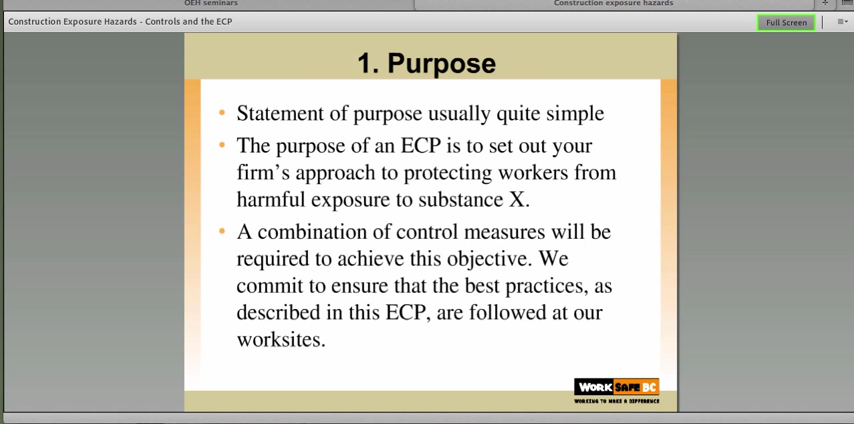 OEH seminars
Construction exposure hazards
Construction Exposure Hazards - Controls and the ECP
Full Screen
1. Purpose
• Statement of purpose usually quite simple
• The purpose of an ECP is to set out your
firm's approach to protecting workers from
harmful exposure to substance X.
• A combination of control measures will be
required to achieve this objective. We
commit to ensure that the best practices, as
described in this ECP, are followed at our
worksites.
WORK SAFE BC
WORKING TO MAKE A DIFFERENCE